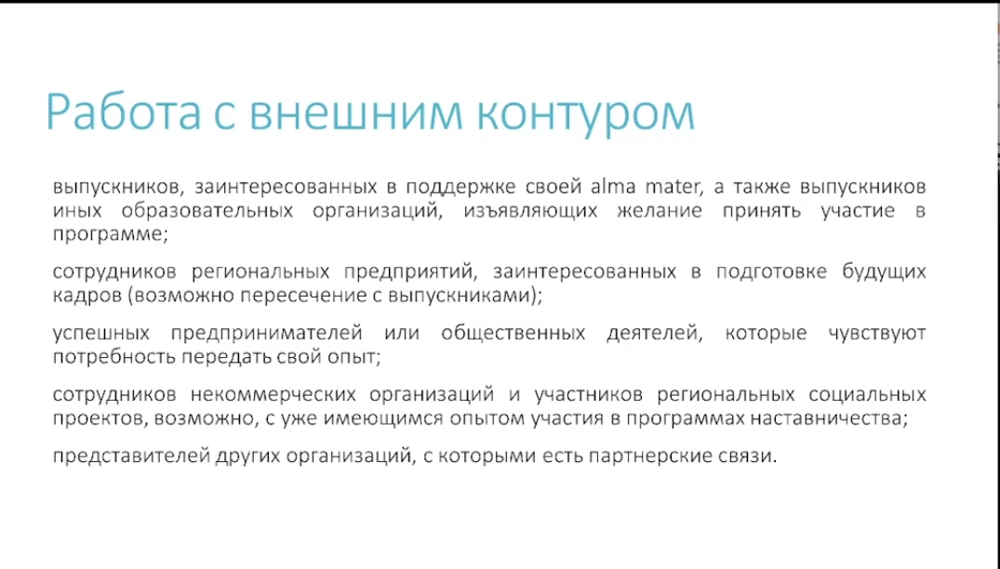 Работа с внешним контуром
выпускников, заинтересованных в поддержке своей alma mater, а также выпускников
иных образовательных организаций, изъявляющих желание принять участие в
программе;
сотрудников региональных предприятий, заинтересованных в подготовке будущих
кадров (возможно пересечение с выпускниками);
успешных предпринимателей или общественных деятелей, которые чувствуют
потребность передать свой опыт;
сотрудников некоммерческих организаций и участников региональных социальных
проектов, возможно, с уже имеющимся опытом участия в программах наставничества;
представителей других организаций, с которыми есть партнерские связи.